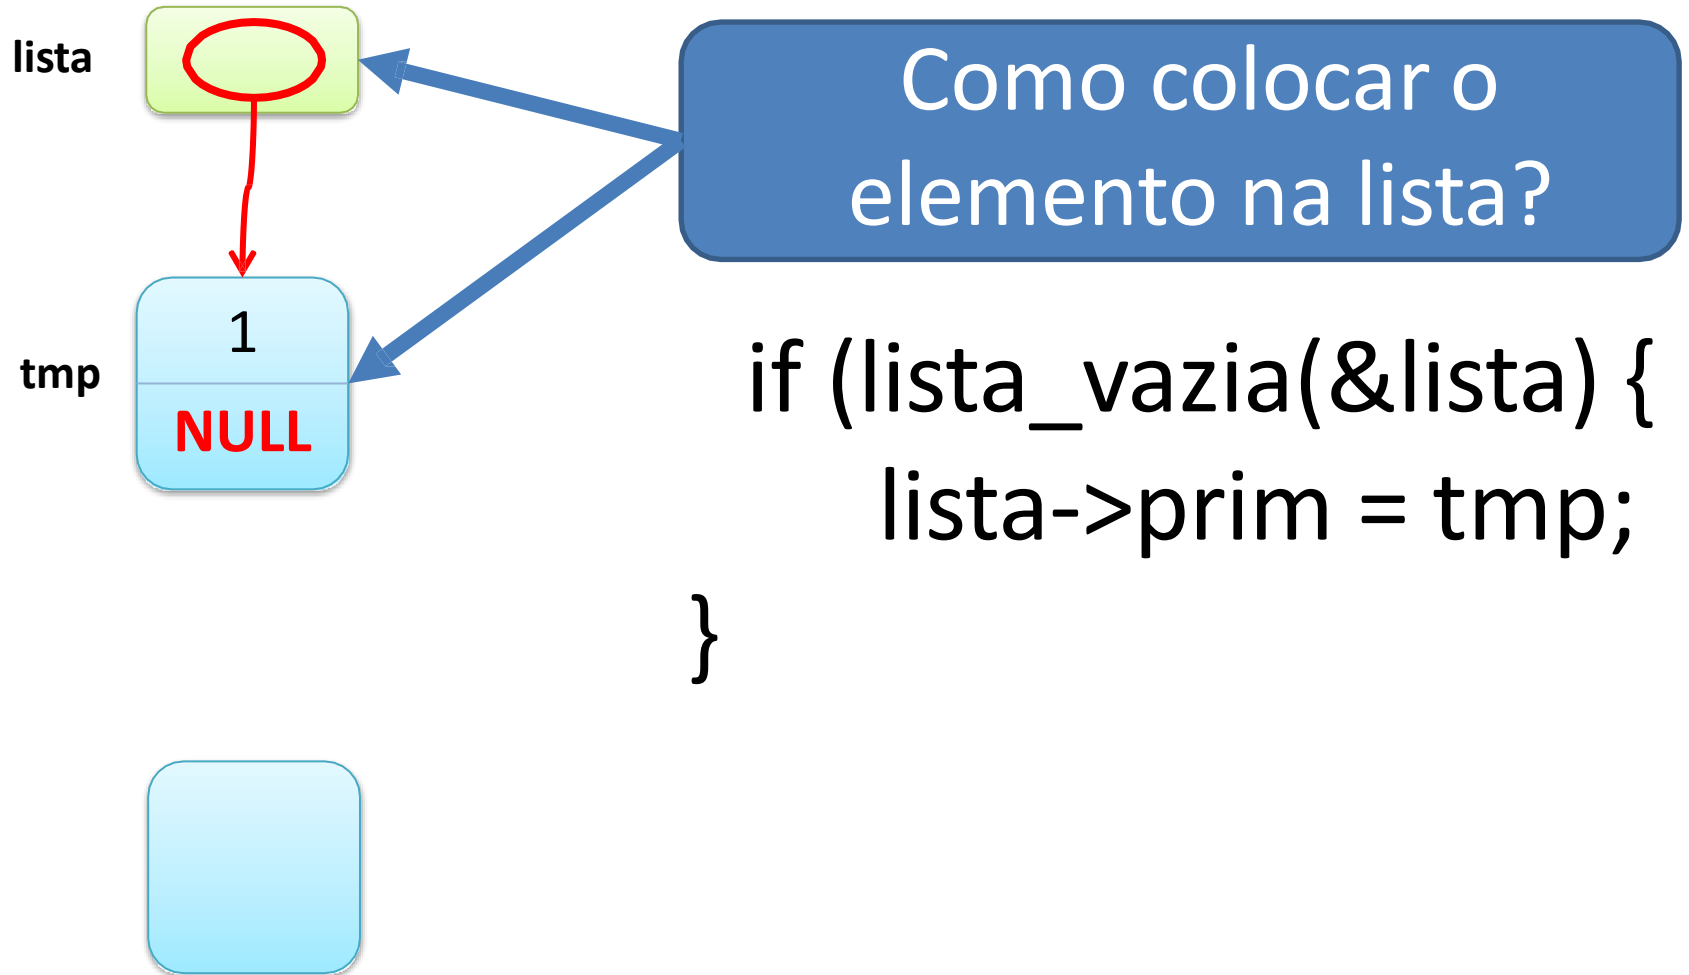 lista
Como colocar o
elemento na lista?
1
tmp
NULL
if (lista_vazia(&lista) {
lista->prim = tmp;
}